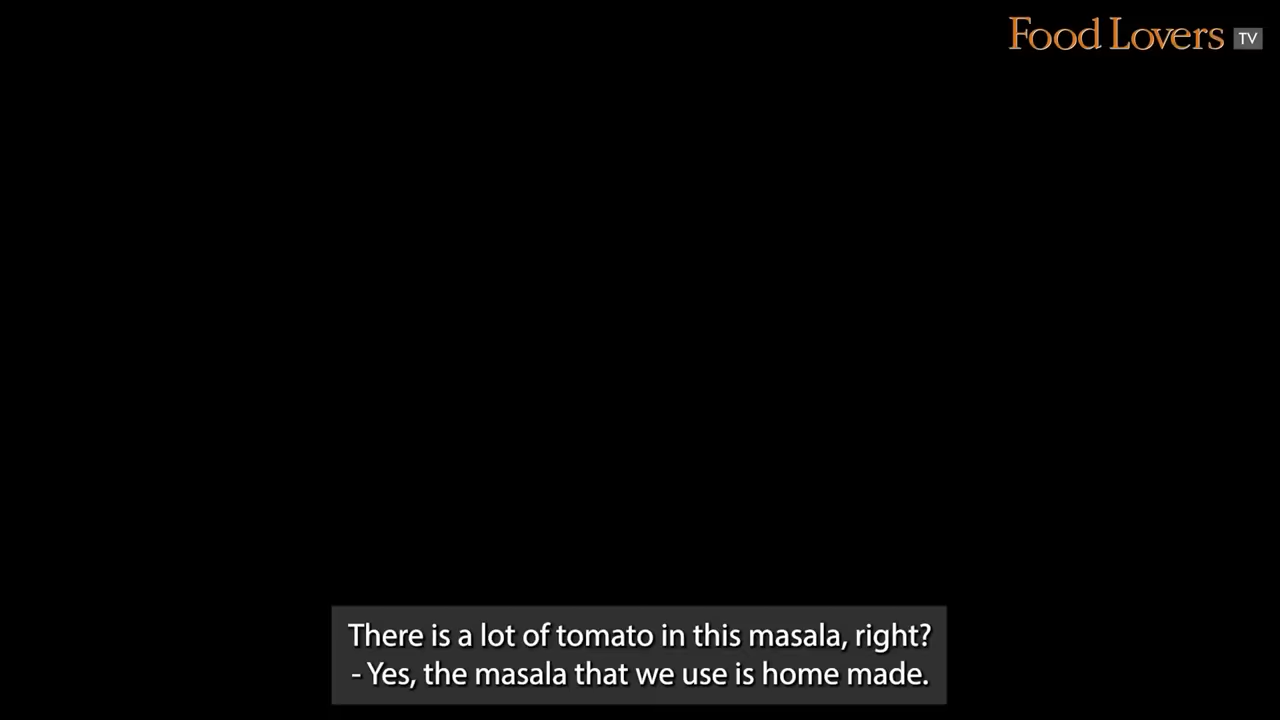 Food Lovers TV
There is a lot of tomato in this masala, right?
- Yes, the masala that we use is home made.